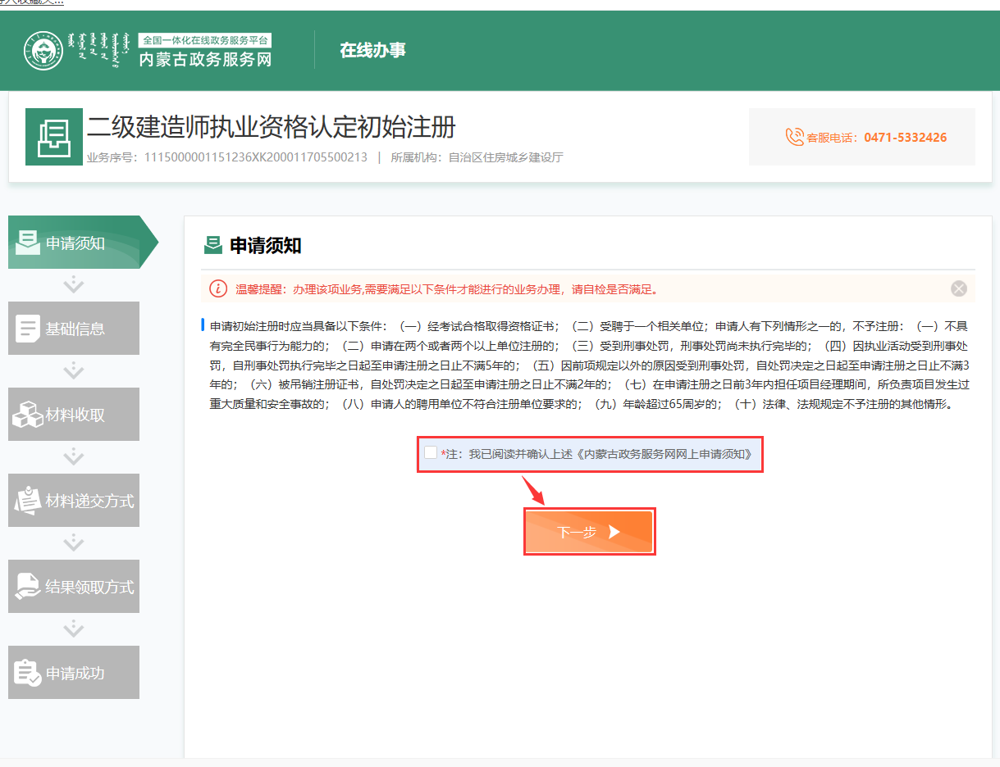 全国一体化在线政务服务平台
内蒙古政务服务网
在线办事
二级建造师执业资格认定初始注册
业务序号：1115000001151236XK200011705500213 | 所属机构：自治区住房城乡建设厅
客服电话：0471-5332426
申请须知
基础信息
材料收取
材料递交方式
结果领取方式
申请成功
申请须知
温馨提醒：办理该项业务,需要满足以下条件才能进行的业务办理，请自检是否满足。
申请初始注册时应当具备以下条件：（一）经考试合格取得资格证书；（二）受聘于一个相关单位；申请人有下列情形之一的，不予注册：（一）不具
有完全民事行为能力的；（二）申请在两个或者两个以上单位注册的；（三）受到刑事处罚，刑事处罚尚未执行完毕的；（四）因执业活动受到刑事处
罚，自刑事处罚执行完毕之日起至申请注册之日止不满5年的；（五）因前项规定以外的原因受到刑事处罚，自处罚决定之日起至申请注册之日止不满3
年的；（六）被吊销注册证书，自处罚决定之日起至申请注册之日止不满2年的；（七）在申请注册之日前3年内担任项目经理期间，所负责项目发生过
重大质量和安全事故的；（八）申请人的聘用单位不符合注册单位要求的；（九）年龄超过65周岁的；（十）法律、法规规定不予注册的其他情形。
*注：我已阅读并确认上述《内蒙古政务服务网网上申请须知》
下一步